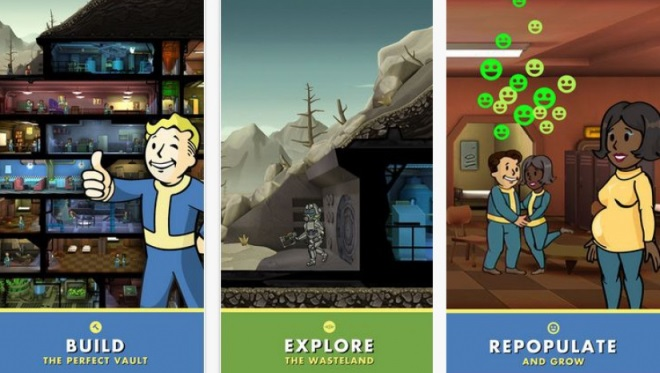 BUILD
THE PERFECT VAULT
EXPLORE
THE WASTELAND
REPOPULATE
AND GROW